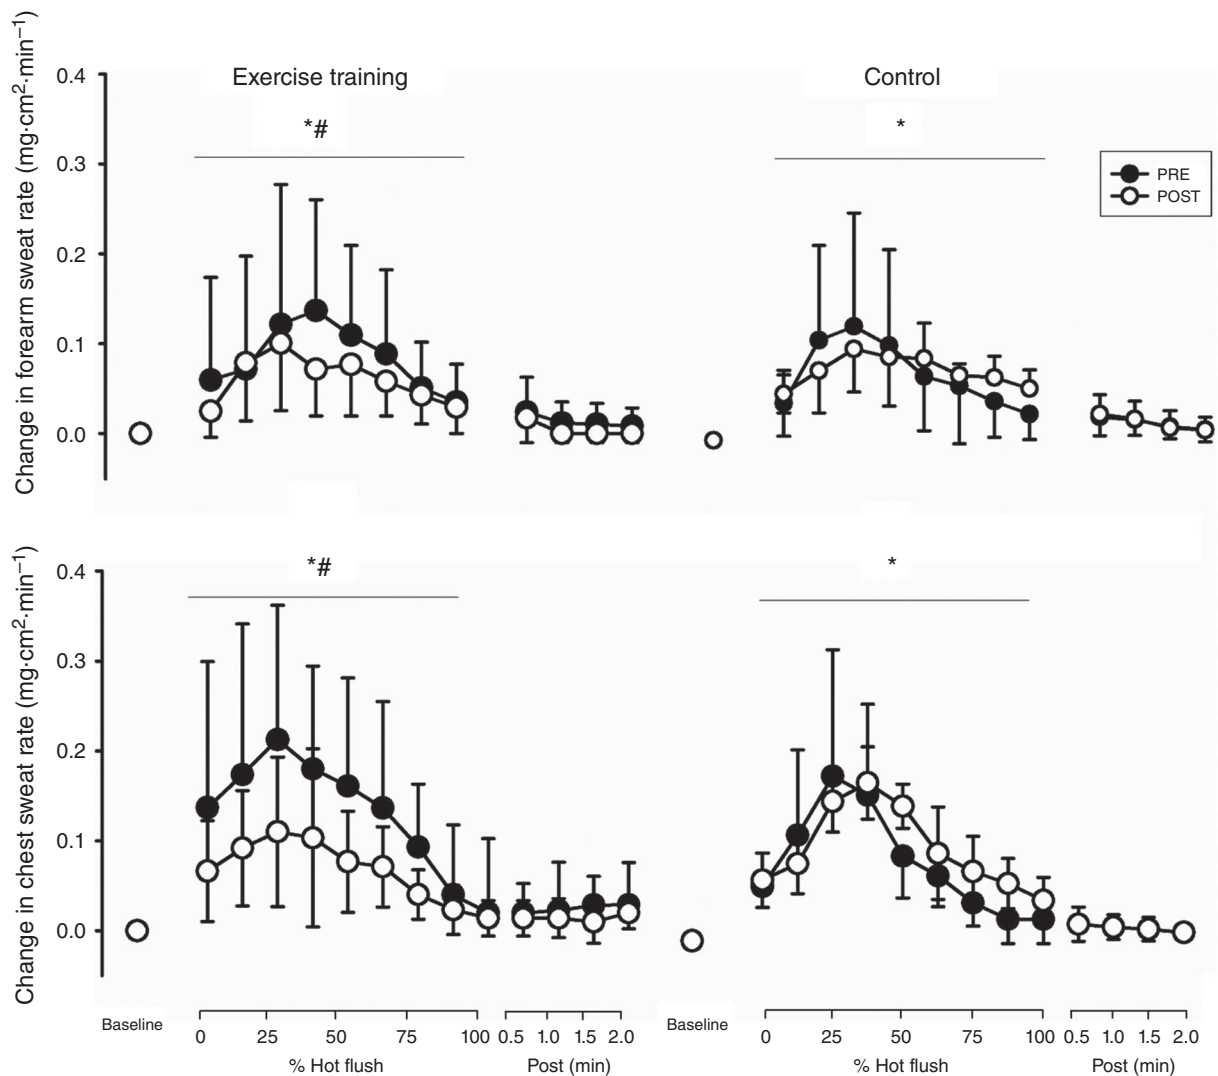 Exercise training
Control
*#
*
PRE
POST
Change in forearm sweat rate (mg·cm²·min⁻¹)
0.4
0.3
0.2
0.1
0.0
*#
*
Change in chest sweat rate (mg·cm²·min⁻¹)
0.4
0.3
0.2
0.1
0.0
Baseline
0 25 50 75 100
0.5 1.0 1.5 2.0
Baseline
0 25 50 75 100
0.5 1.0 1.5 2.0
% Hot flush
Post (min)
% Hot flush
Post (min)